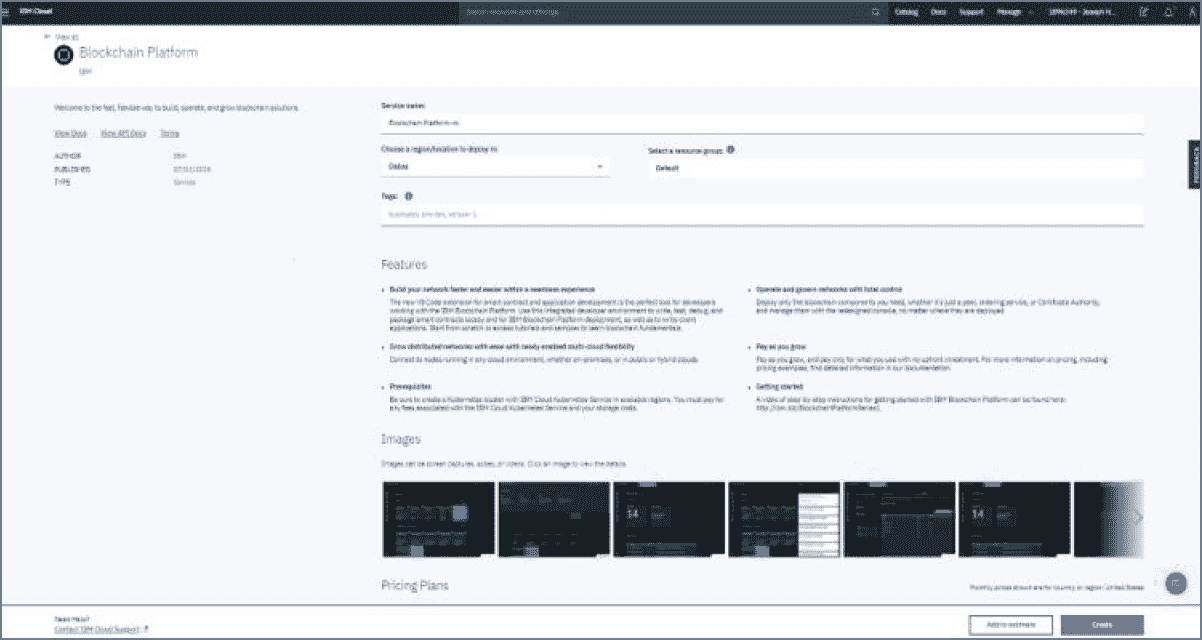 IBM Cloud
Search resources and offerings
Catalog Docs Support Manage
View all
Blockchain Platform
IBM
Welcome to the fast, flexible way to build, operate, and grow blockchain solutions.
View Docs View API Docs Terms
AUTHOR IBM
PUBLISHED
TYPE Service
Service name:
Blockchain Platform
Choose a region/location to deploy in:
Dallas
Select a resource group:
Default
Tags:
FEEDBACK
Features
Build your network faster and easier within a seamless experience
The new VS Code extension for smart contract and application development is the perfect tool for developers
working with the IBM Blockchain Platform. Use this integrated developer environment to write, test, debug, and
package smart contracts easily and for IBM Blockchain Platform deployment, as well as to write client
applications. Start from scratch or access tutorials and samples to learn blockchain fundamentals.
Operate and govern networks with total control
Deploy only the blockchain components you need, whether it's just a peer, ordering service, or Certificate Authority,
and manage them with the redesigned console, no matter where they are deployed
Grow distributed networks with ease with newly enabled multi-cloud flexibility
Connect to nodes running in any cloud environment, whether on-premises, or in public or hybrid clouds.
Pay as you grow
Pay as you grow, and pay only for what you use with no upfront investment. For more information on pricing, including
pricing examples, find detailed information in our documentation.
Prerequisites
Be sure to create a Kubernetes cluster with IBM Cloud Kubernetes Service in available regions. You must pay for
any fees associated with the IBM Cloud Kubernetes Service and your storage costs.
Getting started
A video of step by step instructions for getting started with IBM Blockchain Platform can be found here:
Images
Images can be screen captures, slides, or videos. Click an image to view the details.
14
14
Pricing Plans
Monthly prices shown are for country or region: United States
Need Help?
Contact IBM Cloud Support
Add to estimate
Create